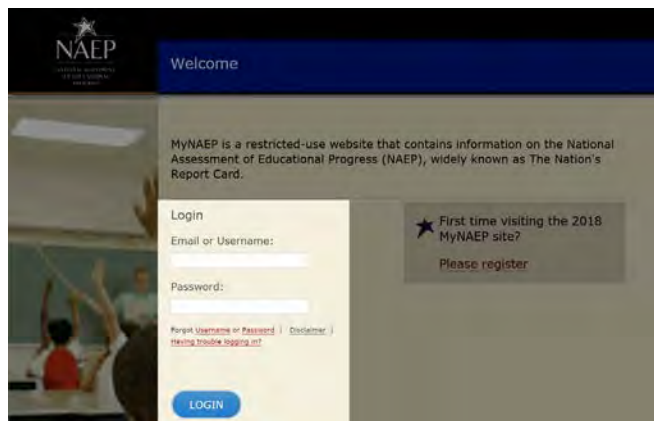 NAEP
Welcome
MyNAEP is a restricted-use website that contains information on the National
Assessment of Educational Progress (NAEP), widely known as The Nation's
Report Card.
Login
Email or Username:
Password:
Forgot Username or Password | Disclaimer |
Having trouble logging in?
LOGIN
First time visiting the 2018
MyNAEP site?
Please register